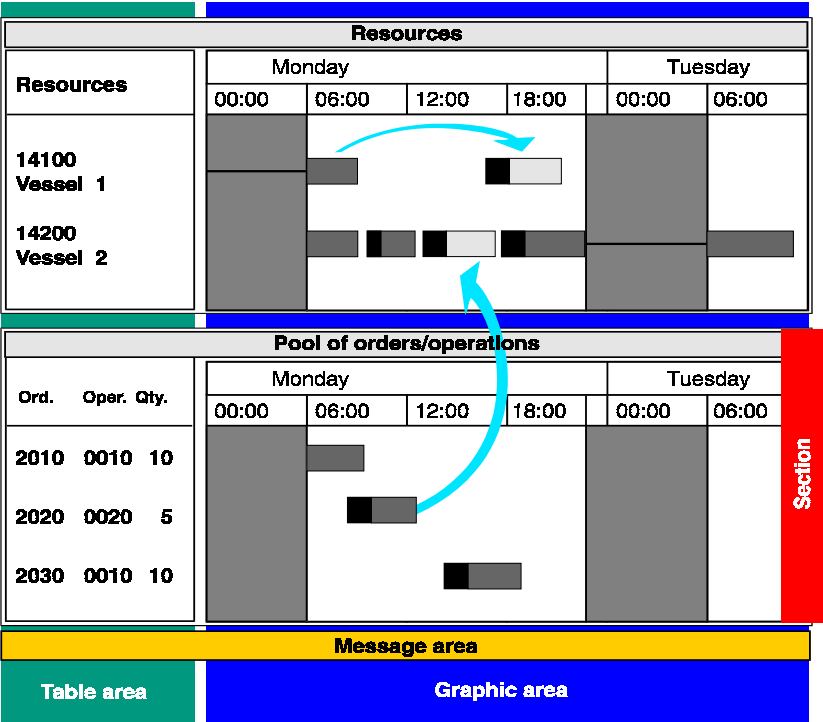 Resources
Resources
Monday Tuesday
00:00 06:00 12:00 18:00 00:00 06:00
14100
Vessel 1
14200
Vessel 2
Pool of orders/operations
Ord. Oper. Qty.
Monday Tuesday
00:00 06:00 12:00 18:00 00:00 06:00
2010 0010 10
2020 0020 5
2030 0010 10
Section
Message area
Table area Graphic area